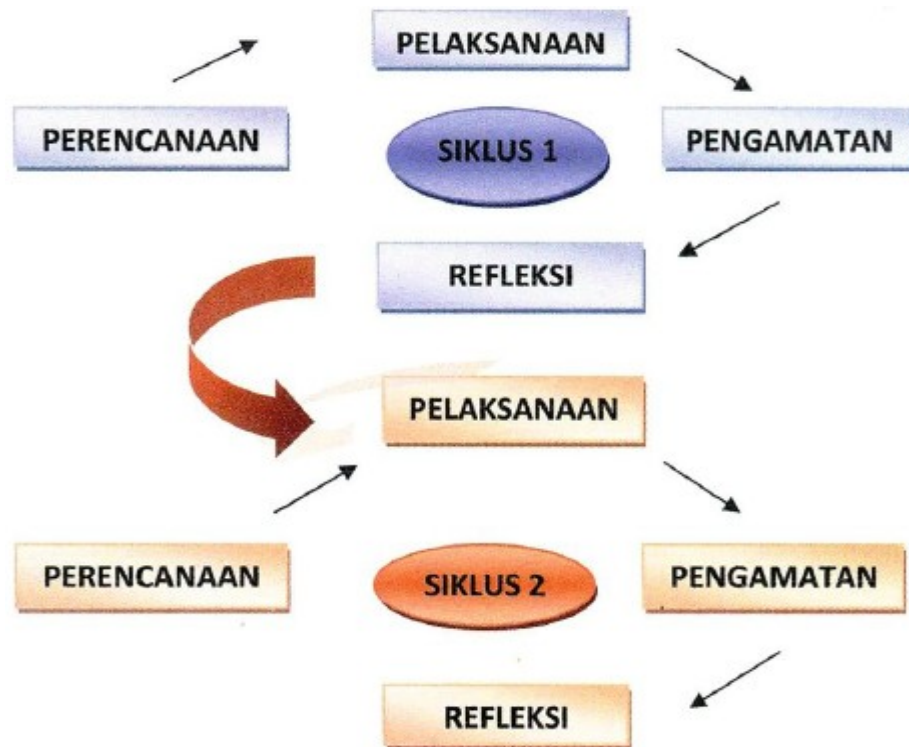 PELAKSANAAN
PERENCANAAN
SIKLUS 1
PENGAMATAN
REFLEKSI
PELAKSANAAN
PERENCANAAN
SIKLUS 2
PENGAMATAN
REFLEKSI